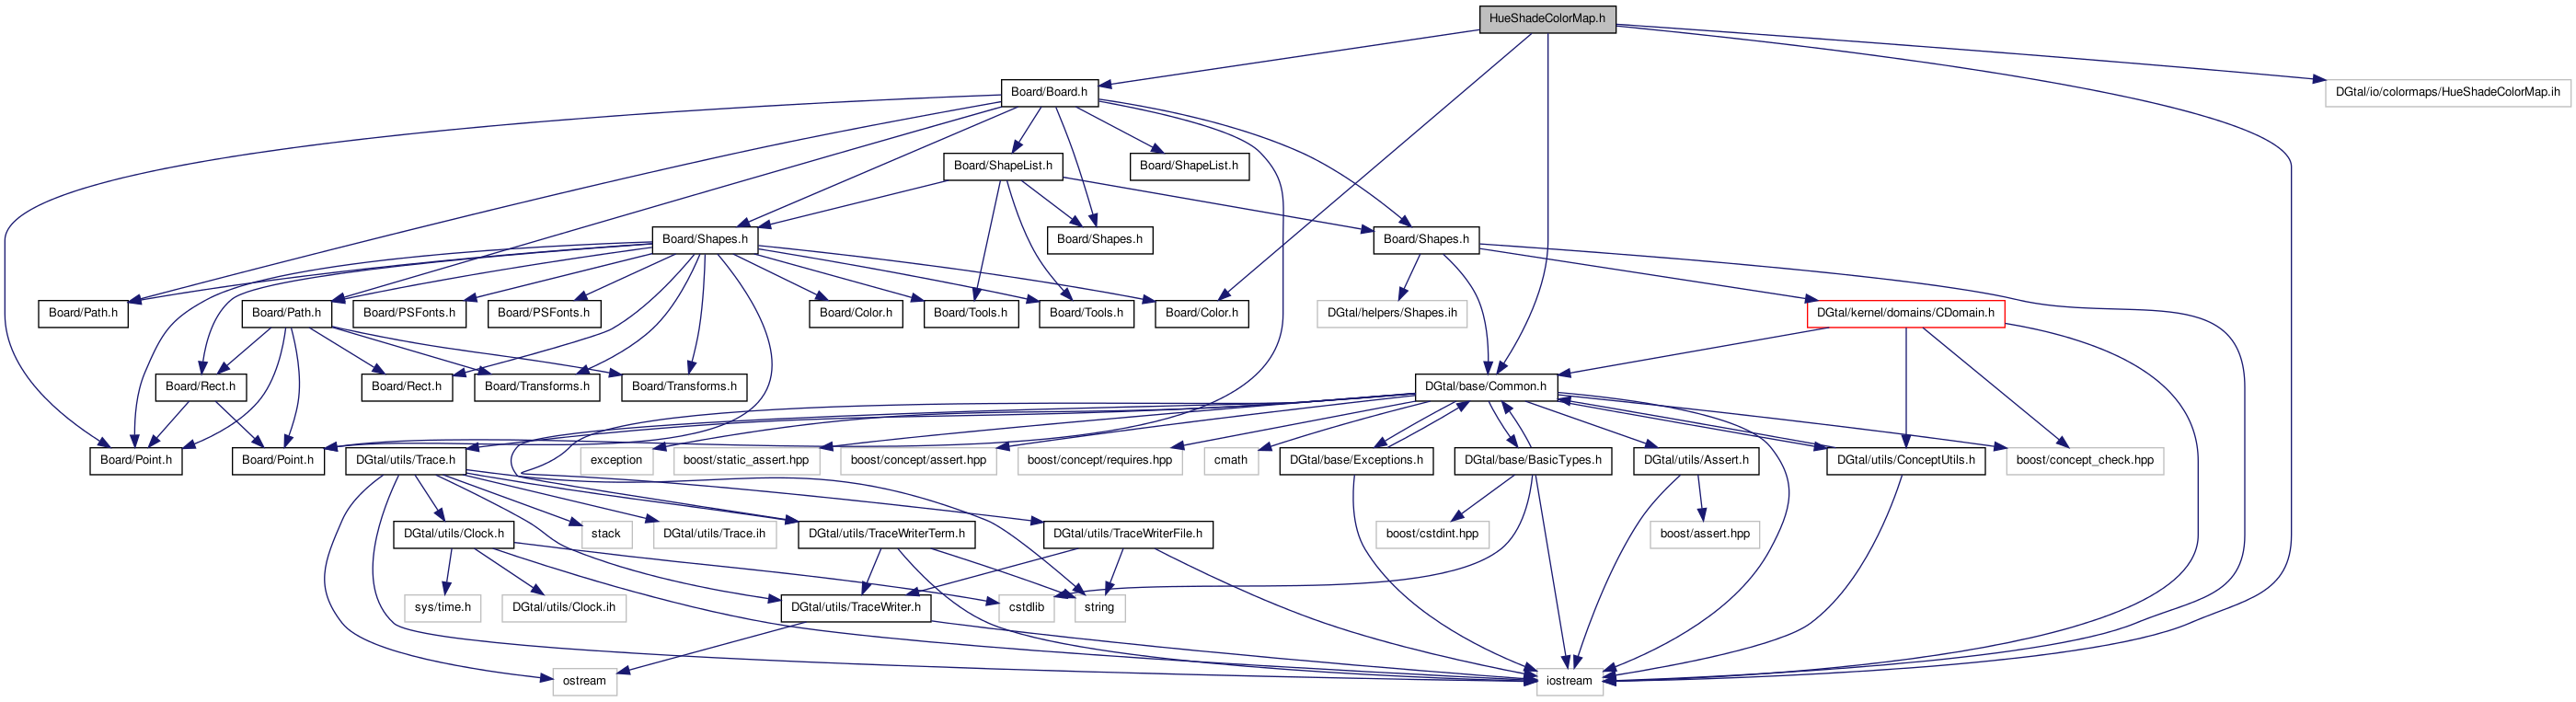 HueShadeColorMap.h
Board/Board.h
DGtal/io/colormaps/HueShadeColorMap.ih
Board/ShapeList.h
Board/ShapeList.h
Board/Shapes.h
Board/Shapes.h
Board/Shapes.h
Board/Path.h
Board/Path.h
Board/PSFonts.h
Board/PSFonts.h
Board/Color.h
Board/Tools.h
Board/Tools.h
Board/Color.h
DGtal/helpers/Shapes.ih
DGtal/kernel/domains/CDomain.h
Board/Rect.h
Board/Rect.h
Board/Transforms.h
Board/Transforms.h
DGtal/base/Common.h
Board/Point.h
Board/Point.h
DGtal/utils/Trace.h
exception
boost/static_assert.hpp
boost/concept/assert.hpp
boost/concept/requires.hpp
cmath
DGtal/base/Exceptions.h
DGtal/base/BasicTypes.h
DGtal/utils/Assert.h
DGtal/utils/ConceptUtils.h
boost/concept_check.hpp
DGtal/utils/Clock.h
stack
DGtal/utils/Trace.ih
DGtal/utils/TraceWriterTerm.h
DGtal/utils/TraceWriterFile.h
boost/cstdint.hpp
boost/assert.hpp
sys/time.h
DGtal/utils/Clock.ih
DGtal/utils/TraceWriter.h
cstdlib
string
ostream
iostream